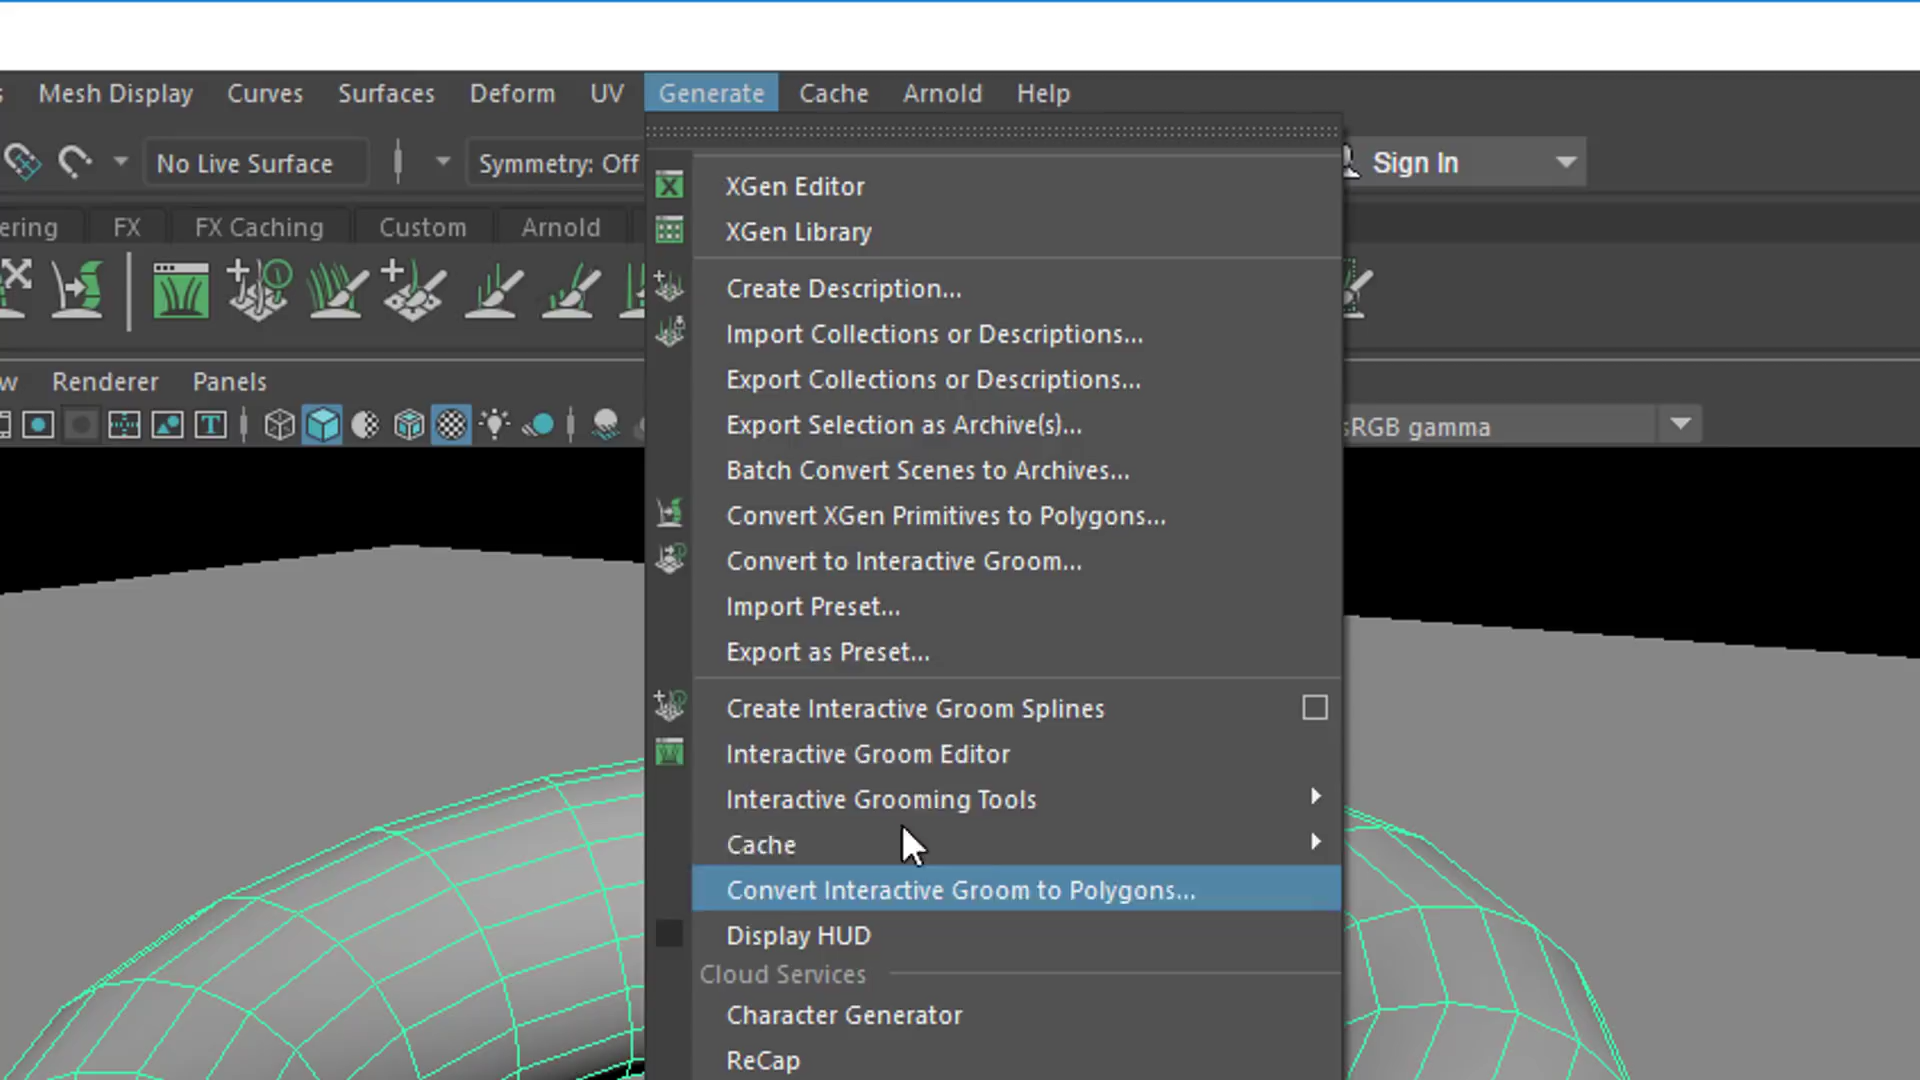 Mesh Display Curves Surfaces Deform UV Generate Cache Arnold Help
No Live Surface Symmetry: Off Sign In
FX FX Caching Custom Arnold
Renderer Panels
RGB gamma
XGen Editor
XGen Library
Create Description...
Import Collections or Descriptions...
Export Collections or Descriptions...
Export Selection as Archive(s)...
Batch Convert Scenes to Archives...
Convert XGen Primitives to Polygons...
Convert to Interactive Groom...
Import Preset...
Export as Preset...
Create Interactive Groom Splines
Interactive Groom Editor
Interactive Grooming Tools
Cache
Convert Interactive Groom to Polygons...
Display HUD
Cloud Services
Character Generator
ReCap